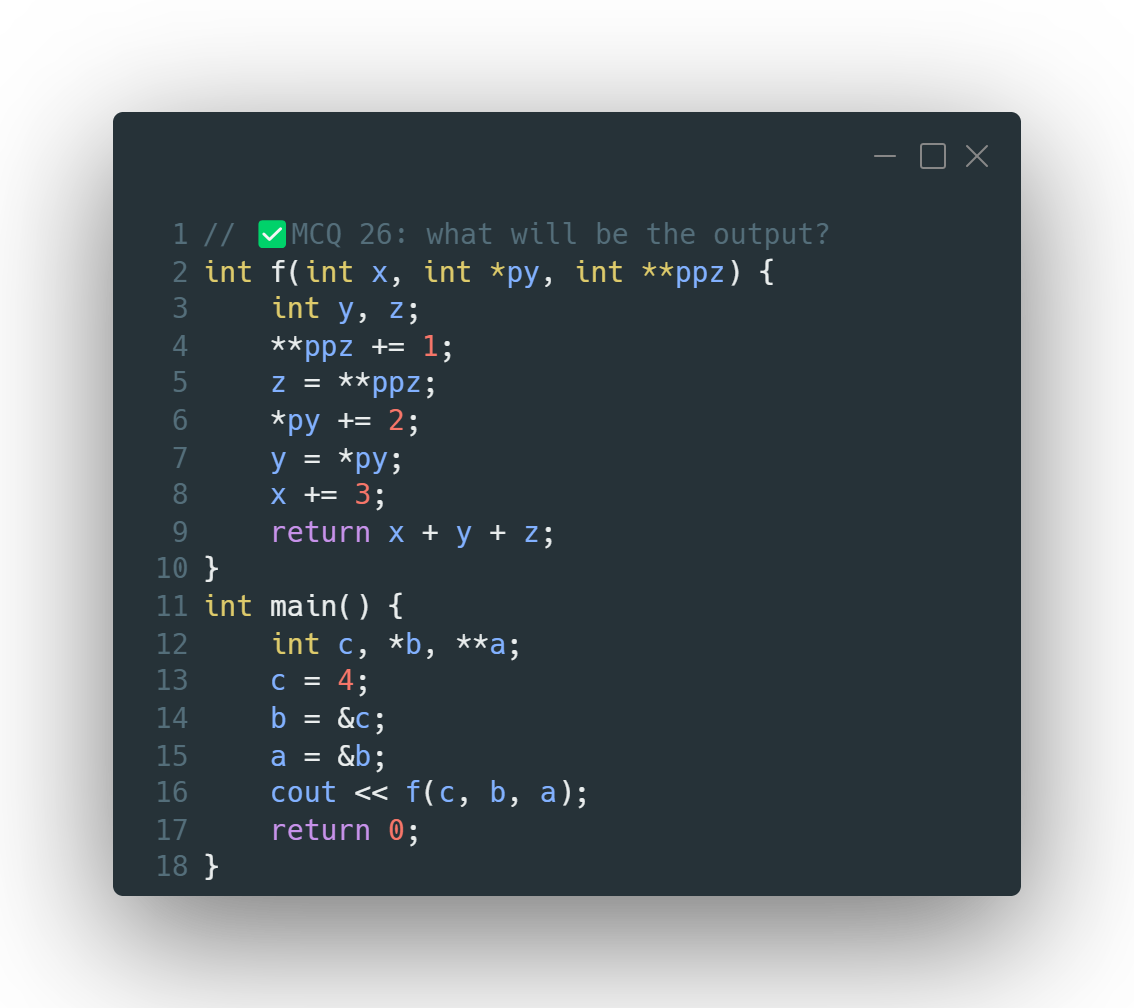 1 // ✅MCQ 26: what will be the output?
2 int f(int x, int *py, int **ppz) {
3     int y, z;
4     **ppz += 1;
5     z = **ppz;
6     *py += 2;
7     y = *py;
8     x += 3;
9     return x + y + z;
10 }
11 int main() {
12     int c, *b, **a;
13     c = 4;
14     b = &c;
15     a = &b;
16     cout << f(c, b, a);
17     return 0;
18 }